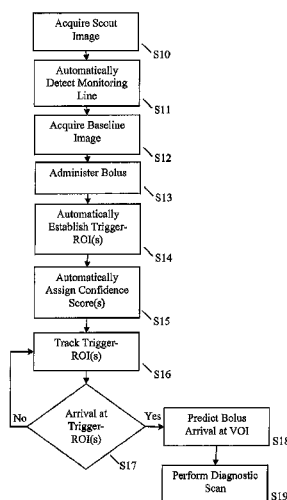 Acquire Scout
Image
S10
Automatically
Detect Monitoring
Line
S11
Acquire Baseline
Image
S12
Administer Bolus
S13
Automatically
Establish Trigger-
ROI(s)
S14
Automatically
Assign Confidence
Score(s)
S15
Track Trigger-
ROI(s)
S16
No
Arrival at
Trigger-
ROI(s)
S17
Yes
Predict Bolus
Arrival at VOI
S18
Perform Diagnostic
Scan
S19